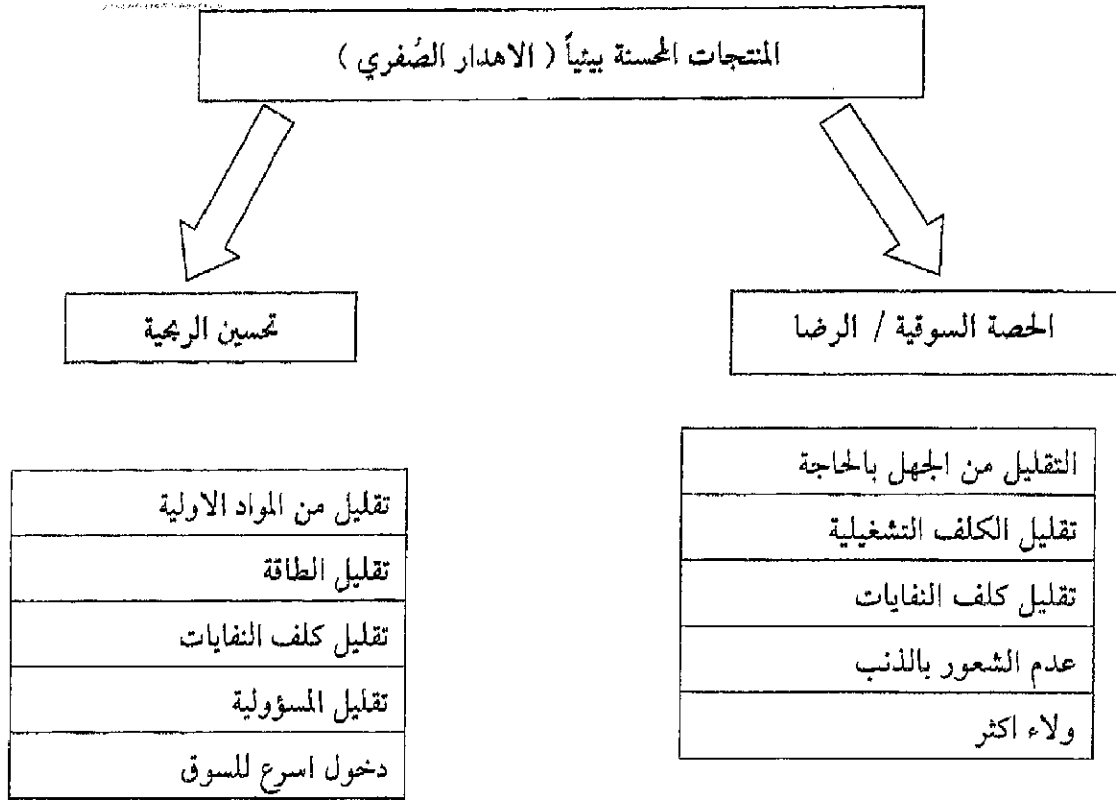 المنتجات المحسنة بيئياً ( الاهدار الصُفري )
الحصة السوقية / الرضا
تحسين الربحية
التقليل من الجهل بالحاجة
تقليل الكلف التشغيلية
تقليل كلف النفايات
عدم الشعور بالذنب
ولاء اكثر
تقليل من المواد الاولية
تقليل الطاقة
تقليل كلف النفايات
تقليل المسؤولية
دخول اسرع للسوق